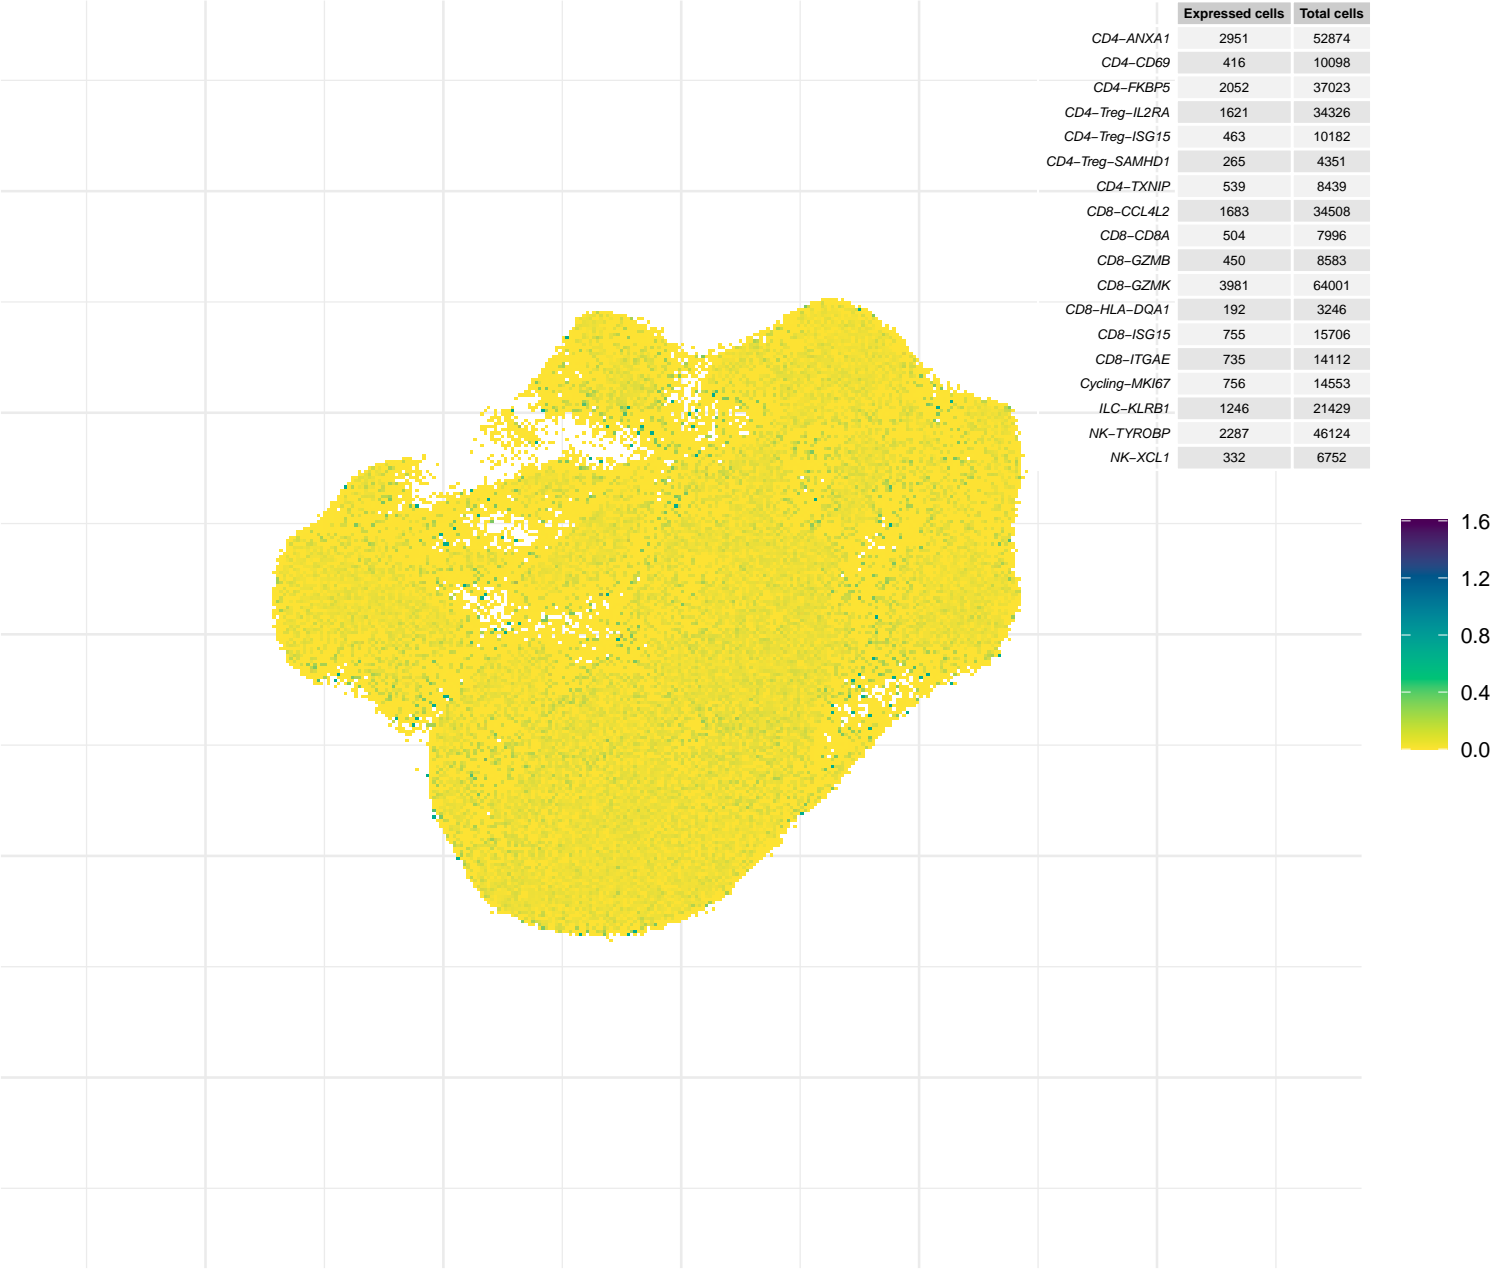 Expressed cells Total cells
CD4−ANXA1 2951 52874
CD4−CD69 416 10098
CD4−FKBP5 2052 37023
CD4−Treg−IL2RA 1621 34326
CD4−Treg−ISG15 463 10182
CD4−Treg−SAMHD1 265 4351
CD4−TXNIP 539 8439
CD8−CCL4L2 1683 34508
CD8−CD8A 504 7996
CD8−GZMB 450 8583
CD8−GZMK 3981 64001
CD8−HLA−DQA1 192 3246
CD8−ISG15 755 15706
CD8−ITGAE 735 14112
Cycling−MKI67 756 14553
ILC−KLRB1 1246 21429
NK−TYROBP 2287 46124
NK−XCL1 332 6752
1.6
1.2
0.8
0.4
0.0